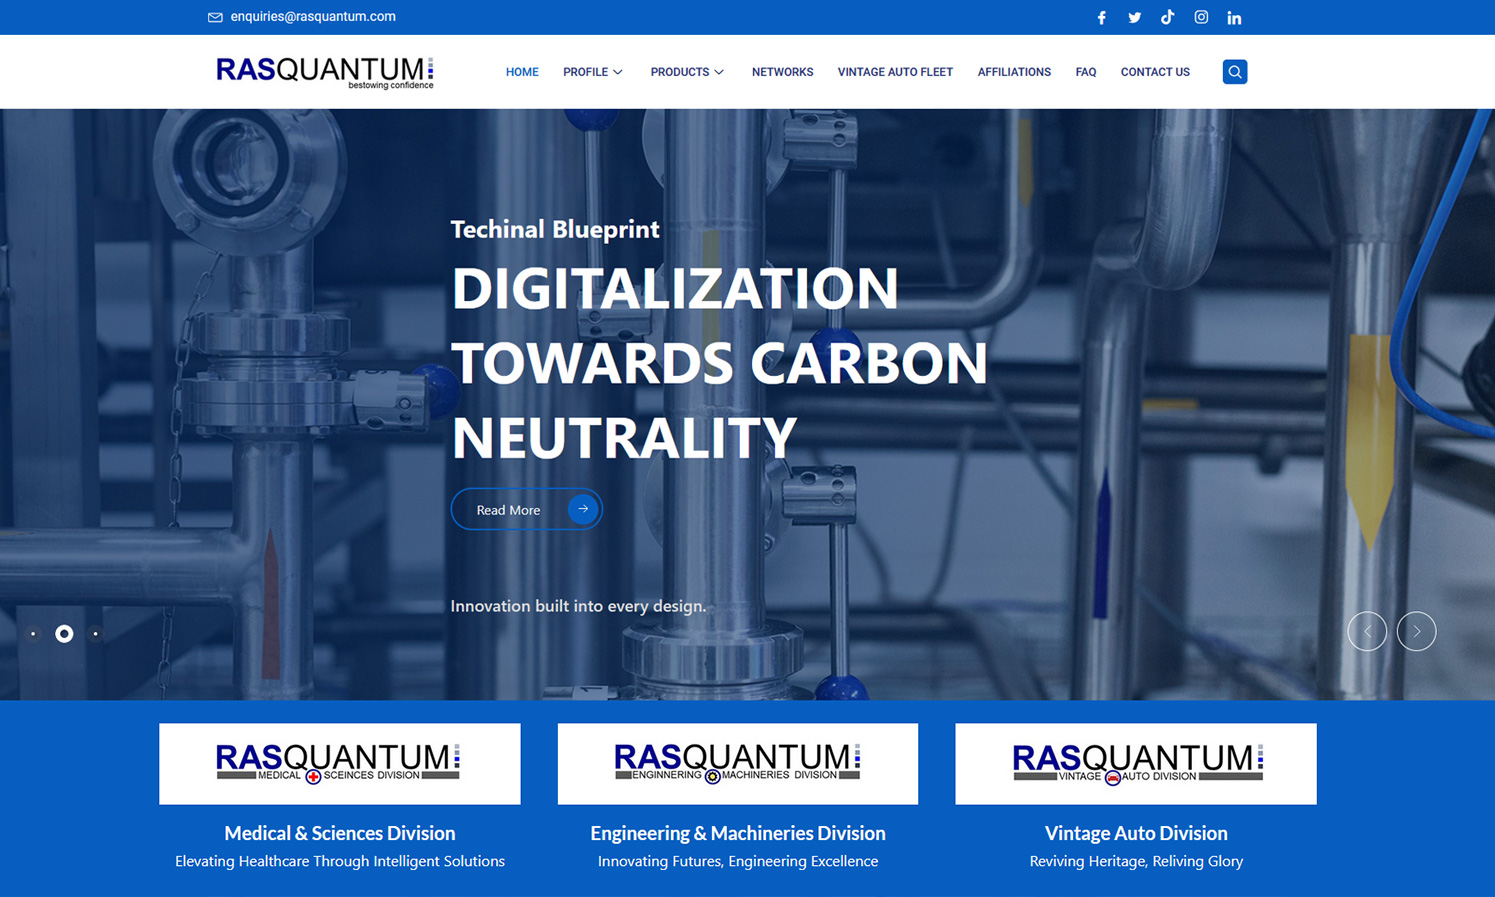 enquiries@rasquantum.com
RASQUANTUM
bestowing confidence
HOME PROFILE PRODUCTS NETWORKS VINTAGE AUTO FLEET AFFILIATIONS FAQ CONTACT US
Techinal Blueprint
DIGITALIZATION
TOWARDS CARBON
NEUTRALITY
Read More
Innovation built into every design.
RASQUANTUM
MEDICAL SCEINCES DIVISION
Medical & Sciences Division
Elevating Healthcare Through Intelligent Solutions
RASQUANTUM
ENGINNERING MACHINERIES DIVISION
Engineering & Machineries Division
Innovating Futures, Engineering Excellence
RASQUANTUM
VINTAGE AUTO DIVISION
Vintage Auto Division
Reviving Heritage, Reliving Glory